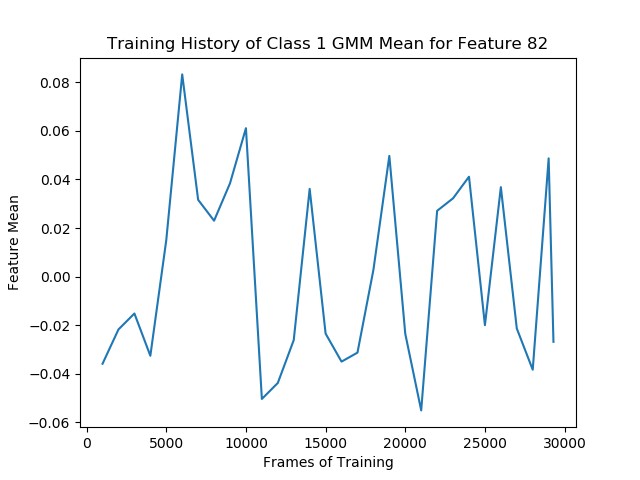 Training History of Class 1 GMM Mean for Feature 82
0.08
0.06
0.04
0.02
0.00
−0.02
−0.04
−0.06
Feature Mean
0 5000 10000 15000 20000 25000 30000
Frames of Training